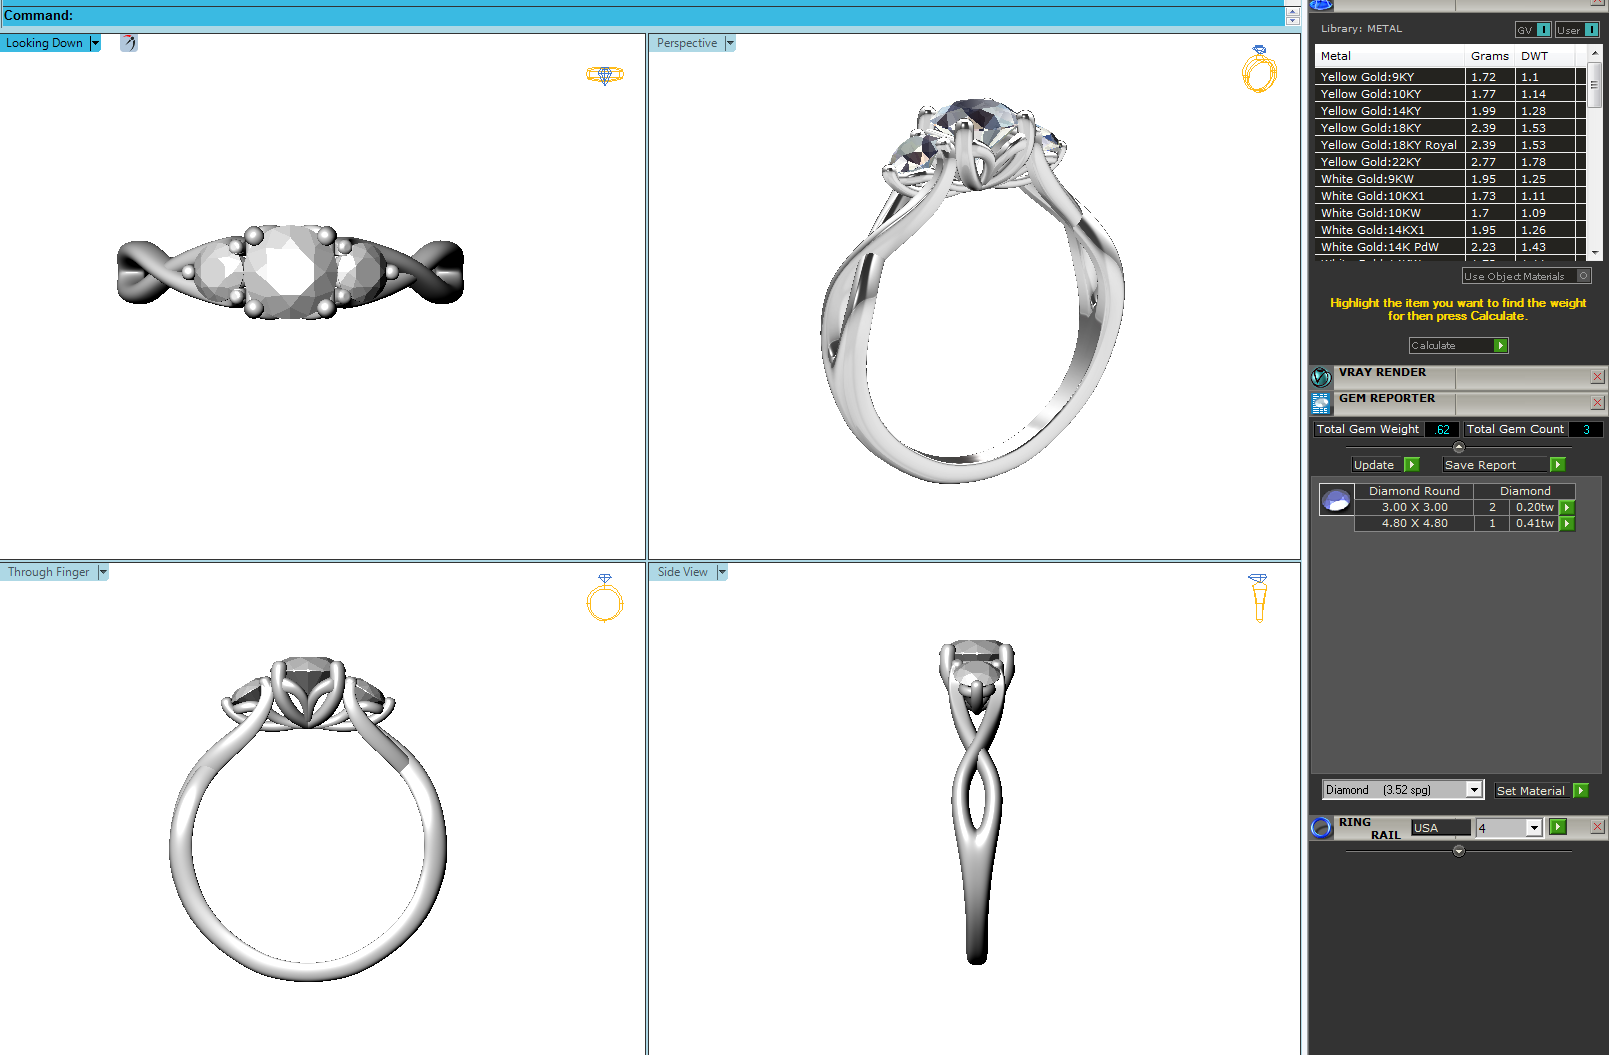 Command:
Looking Down
Perspective
Through Finger
Side View
Library: METAL
GV I User I
Metal Grams DWT
Yellow Gold:9KY 1.72 1.1
Yellow Gold:10KY 1.77 1.14
Yellow Gold:14KY 1.99 1.28
Yellow Gold:18KY 2.39 1.53
Yellow Gold:18KY Royal 2.39 1.53
Yellow Gold:22KY 2.77 1.78
White Gold:9KW 1.95 1.25
White Gold:10KX1 1.73 1.11
White Gold:10KW 1.7 1.09
White Gold:14KX1 1.95 1.26
White Gold:14K PdW 2.23 1.43
Use Object Materials
Highlight the item you want to find the weight
for then press Calculate.
Calculate
VRAY RENDER
GEM REPORTER
Total Gem Weight .62 Total Gem Count 3
Update Save Report
Diamond Round Diamond
3.00 X 3.00 2 0.20tw
4.80 X 4.80 1 0.41tw
Diamond (3.52 spg) Set Material
RING
RAIL USA 4